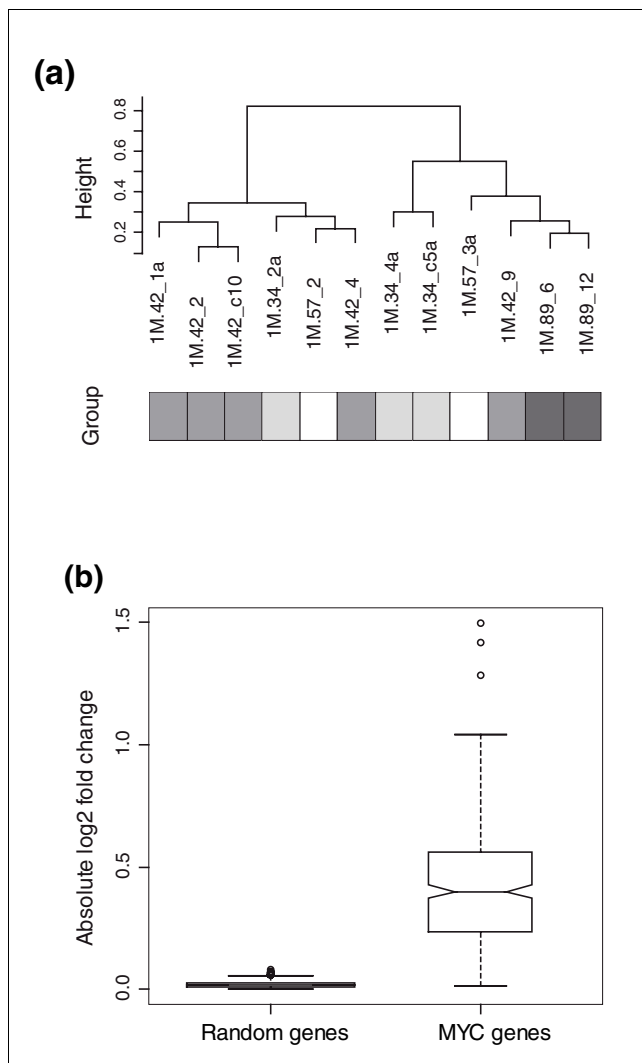 (a)
Height
0.8
0.6
0.4
0.2
1M.42_1a
1M.42_2
1M.42_c10
1M.34_2a
1M.57_2
1M.42_4
1M.34_4a
1M.34_c5a
1M.57_3a
1M.42_9
1M.89_6
1M.89_12
Group
(b)
Absolute log2 fold change
1.5
1.0
0.5
0.0
Random genes
MYC genes